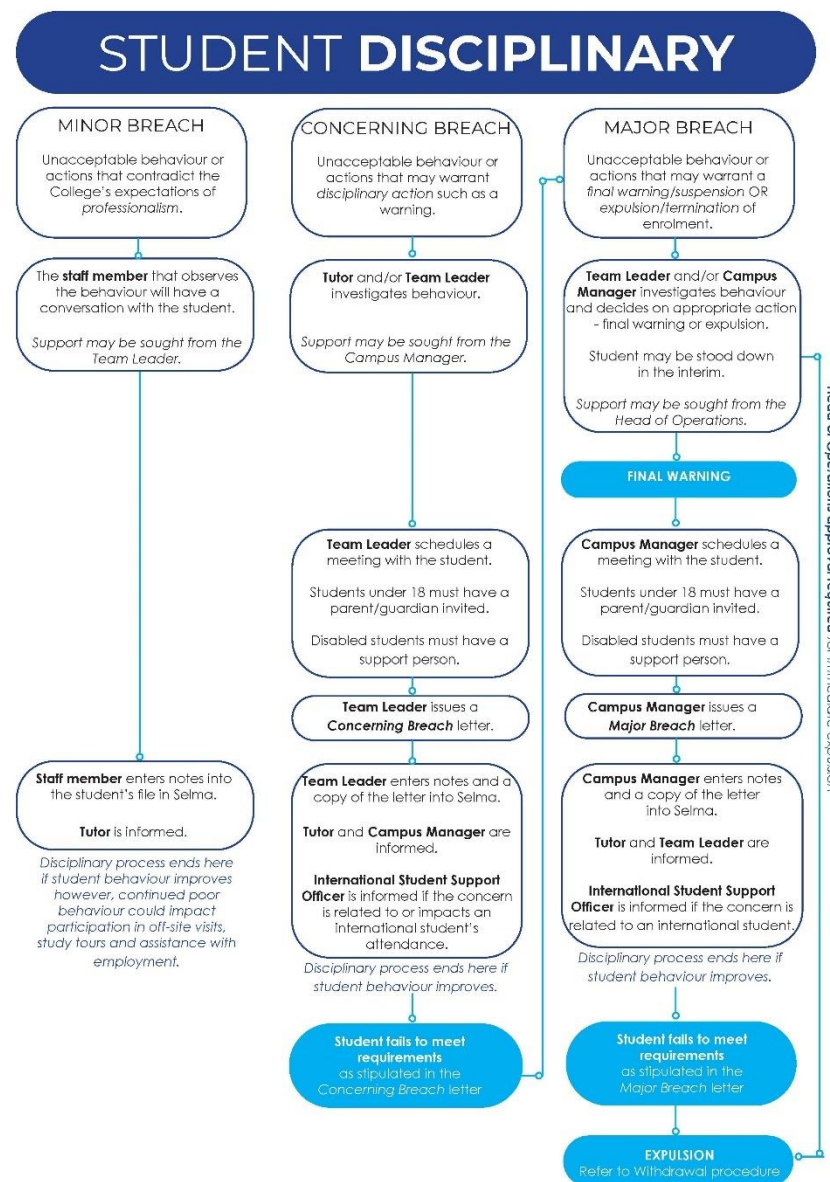 STUDENT DISCIPLINARY
MINOR BREACH
Unacceptable behaviour or
actions that contradict the
College's expectations of
professionalism.
The staff member that observes
the behaviour will have a
conversation with the student.
Support may be sought from the
Team Leader.
Staff member enters notes into
the student's file in Selma.
Tutor is informed.
Disciplinary process ends here
if student behaviour improves
however, continued poor
behaviour could impact
participation in off-site visits,
study tours and assistance with
employment.
CONCERNING BREACH
Unacceptable behaviour or
actions that may warrant
disciplinary action such as a
warning.
Tutor and/or Team Leader
investigates behaviour.
Support may be sought from the
Campus Manager.
Team Leader schedules a
meeting with the student.
Students under 18 must have a
parent/guardian invited.
Disabled students must have a
support person.
Team Leader issues a
Concerning Breach letter.
Team Leader enters notes and a
copy of the letter into Selma.
Tutor and Campus Manager are
informed.
International Student Support
Officer is informed if the concern
is related to or impacts an
international student's
attendance.
Disciplinary process ends here if
student behaviour improves.
Student fails to meet
requirements
as stipulated in the
Concerning Breach letter
MAJOR BREACH
Unacceptable behaviour or
actions that may warrant a
final warning/suspension OR
expulsion/termination of
enrolment.
Team Leader and/or Campus
Manager investigates behaviour
and decides on appropriate action
- final warning or expulsion.
Student may be stood down
in the interim.
Support may be sought from the
Head of Operations.
FINAL WARNING
Campus Manager schedules a
meeting with the student.
Students under 18 must have a
parent/guardian invited.
Disabled students must have a
support person.
Campus Manager issues a
Major Breach letter.
Campus Manager enters notes
and a copy of the letter
into Selma.
Tutor and Team Leader are
informed.
International Student Support
Officer is informed if the concern is
related to an international student.
Disciplinary process ends here if
student behaviour improves.
Student fails to meet
requirements
as stipulated in the
Major Breach letter
EXPULSION
Refer to Withdrawal procedure
Head of Operations approval required for immediate expulsion